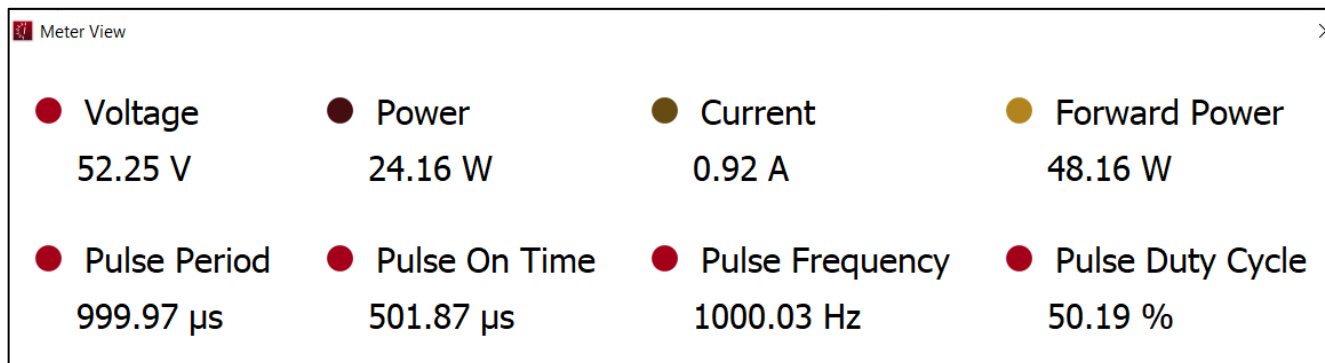 Meter View
Voltage Power Current Forward Power
52.25 V 24.16 W 0.92 A 48.16 W
Pulse Period Pulse On Time Pulse Frequency Pulse Duty Cycle
999.97 µs 501.87 µs 1000.03 Hz 50.19 %